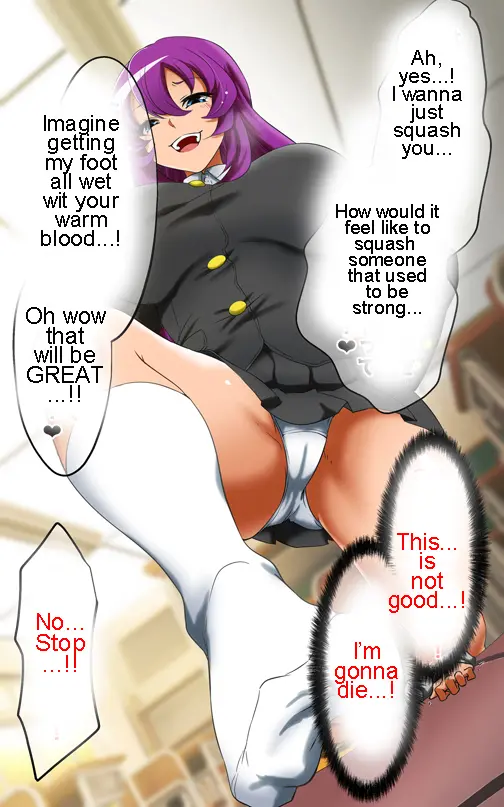 Ah,
yes...!
I wanna
just
squash
you...
How would it
feel like to
squash
someone
that used
to be
strong...
Imagine
getting
my foot
all wet
wit your
warm
blood...!
Oh wow
that
will be
GREAT
...!!
This...
is
not
good...!
I'm
gonna
die...!
No...
Stop
...!!